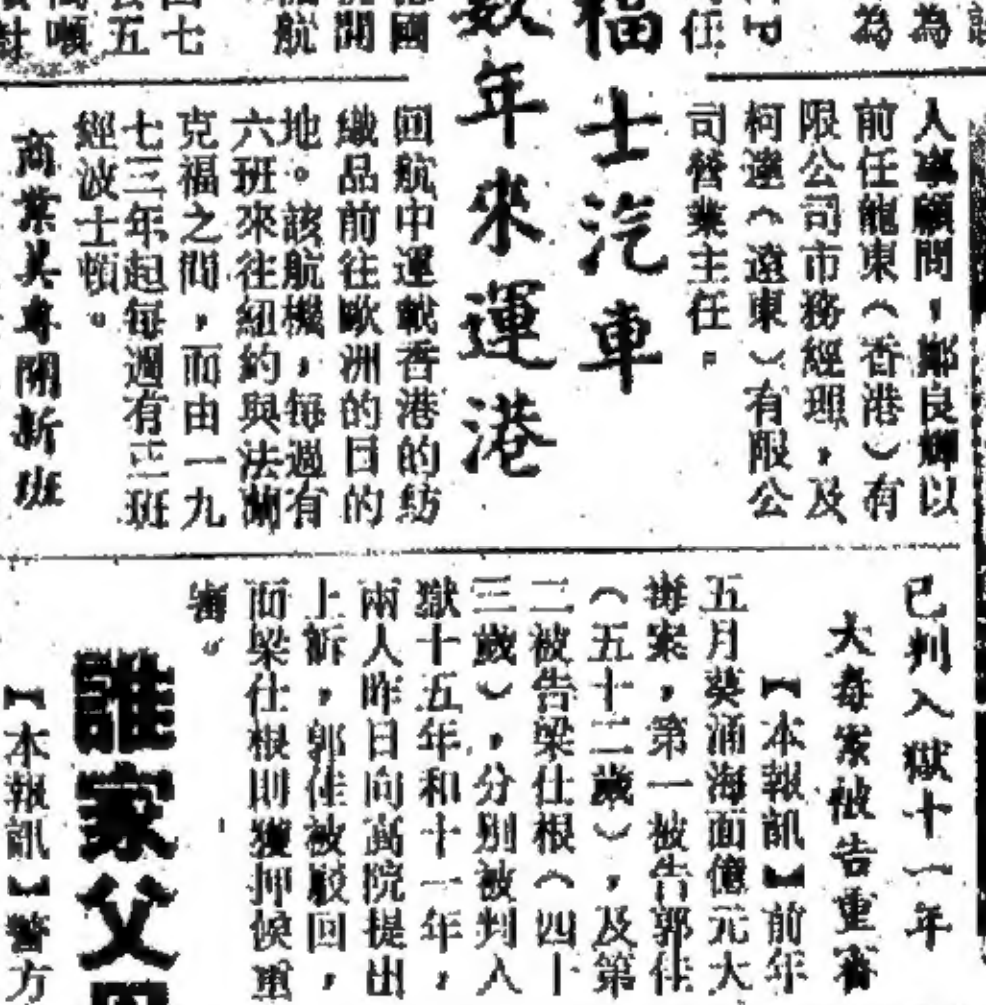 人專顧問，鄭良輝以
前任龍東（香港）有
限公司市務經理，及
柯達（遠東）有限公
司營業主任。
福士汽車
數年來運港
回航中運載香港的紡
織品前往歐洲的目的
地。該航機，每週有
六班來往紐約與法蘭
克福之間，而由一九
七三年起每週有三班
經波士頓。
商業其專開新班
已判入獄十一年
大毒案被告重審
【本報訊】前年
五月葵涌海面億元大
毒案，第一被告郭佳
（五十二歲），及第
二被告梁仕根（四十
三歲），分別被判入
獄十五年和十一年，
兩人昨日向高院提出
上訴，郭佳被駁回，
而梁仕根則獲押候重
審。
誰家父
【本報訊】警方